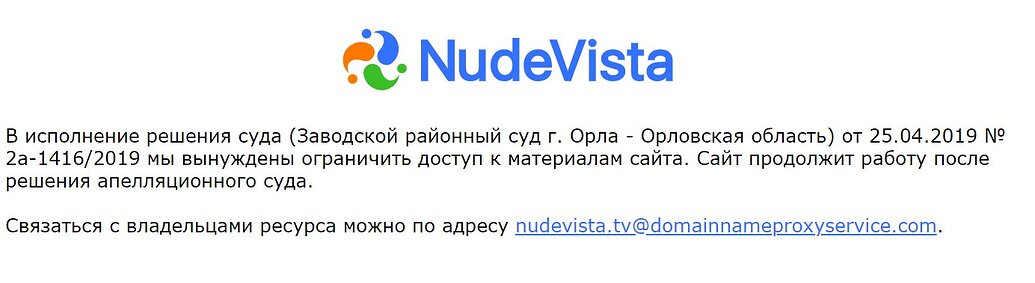 NudeVista
В исполнение решения суда (Заводской районный суд г. Орла - Орловская область) от 25.04.2019 №
2а-1416/2019 мы вынуждены ограничить доступ к материалам сайта. Сайт продолжит работу после
решения апелляционного суда.
Связаться с владельцами ресурса можно по адресу nudevista.tv@domainnameproxyservice.com.